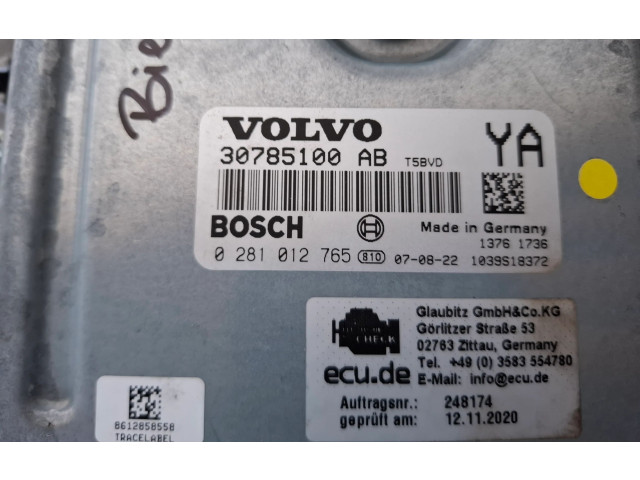 Bie
VOLVO
YA
30785100 AB T5BVD
BOSCH
Made in Germany
1376 1736
0 281 012 765 810 07-08-22 1039S18372
Glaubitz GmbH&Co.KG
Görlitzer Straße 53
02763 Zittau, Germany
Tel. +49 (0) 3583 554780
E-Mail: info@ecu.de
CHECK
ecu.de
Auftragsnr.: 248174
geprüft am: 12.11.2020
8612858558
TRACELABEL